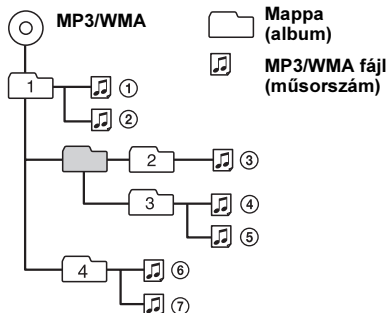 MP3/WMA
Mappa
(album)
MP3/WMA fájl
(műsorszám)
1
①
②
2
③
3
④
⑤
4
⑥
⑦